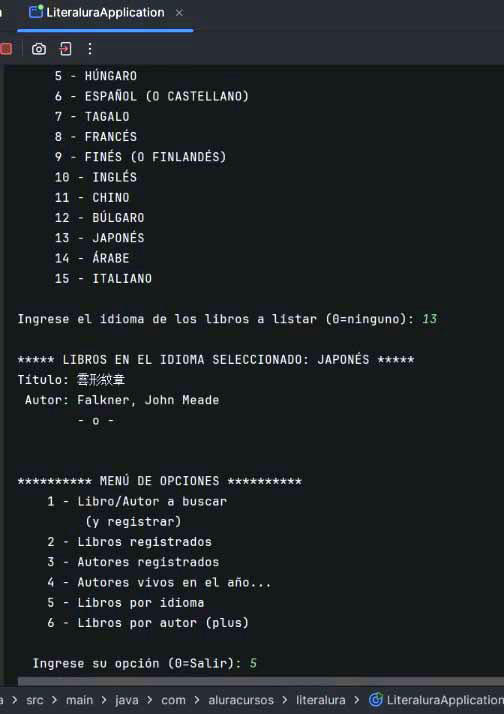 LiteraluraApplication
5 - HÚNGARO
6 - ESPAÑOL (O CASTELLANO)
7 - TAGALO
8 - FRANCÉS
9 - FINÉS (O FINLANDÉS)
10 - INGLÉS
11 - CHINO
12 - BÚLGARO
13 - JAPONÉS
14 - ÁRABE
15 - ITALIANO
Ingrese el idioma de los libros a listar (0=ninguno): 13
***** LIBROS EN EL IDIOMA SELECCIONADO: JAPONÉS *****
Título: 雲形紋章
Autor: Falkner, John Meade
- o -
********** MENÚ DE OPCIONES **********
1 - Libro/Autor a buscar
(y registrar)
2 - Libros registrados
3 - Autores registrados
4 - Autores vivos en el año...
5 - Libros por idioma
6 - Libros por autor (plus)
Ingrese su opción (0=Salir): 5
a > src > main > java > com > aluracursos > literalura > LiteraluraApplication